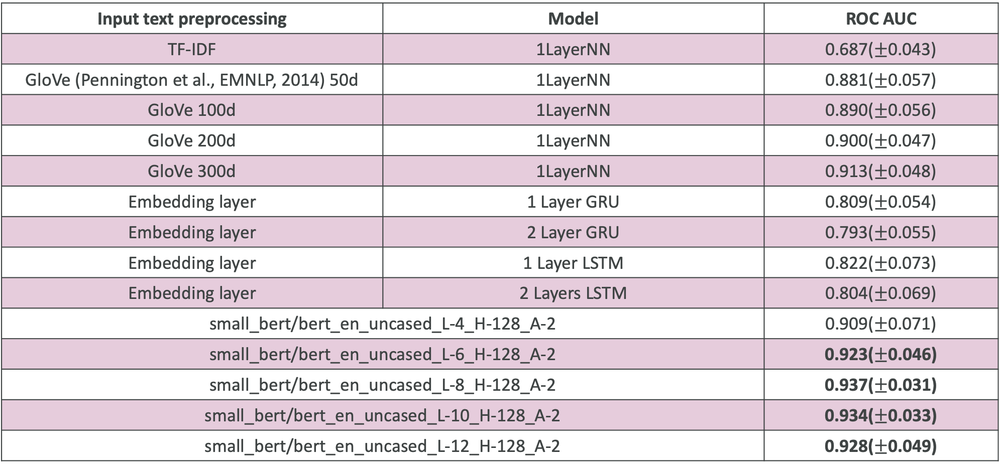 Input text preprocessing Model ROC AUC
TF-IDF 1LayerNN 0.687(±0.043)
GloVe (Pennington et al., EMNLP, 2014) 50d 1LayerNN 0.881(±0.057)
GloVe 100d 1LayerNN 0.890(±0.056)
GloVe 200d 1LayerNN 0.900(±0.047)
GloVe 300d 1LayerNN 0.913(±0.048)
Embedding layer 1 Layer GRU 0.809(±0.054)
Embedding layer 2 Layer GRU 0.793(±0.055)
Embedding layer 1 Layer LSTM 0.822(±0.073)
Embedding layer 2 Layers LSTM 0.804(±0.069)
small_bert/bert_en_uncased_L-4_H-128_A-2 0.909(±0.071)
small_bert/bert_en_uncased_L-6_H-128_A-2 0.923(±0.046)
small_bert/bert_en_uncased_L-8_H-128_A-2 0.937(±0.031)
small_bert/bert_en_uncased_L-10_H-128_A-2 0.934(±0.033)
small_bert/bert_en_uncased_L-12_H-128_A-2 0.928(±0.049)